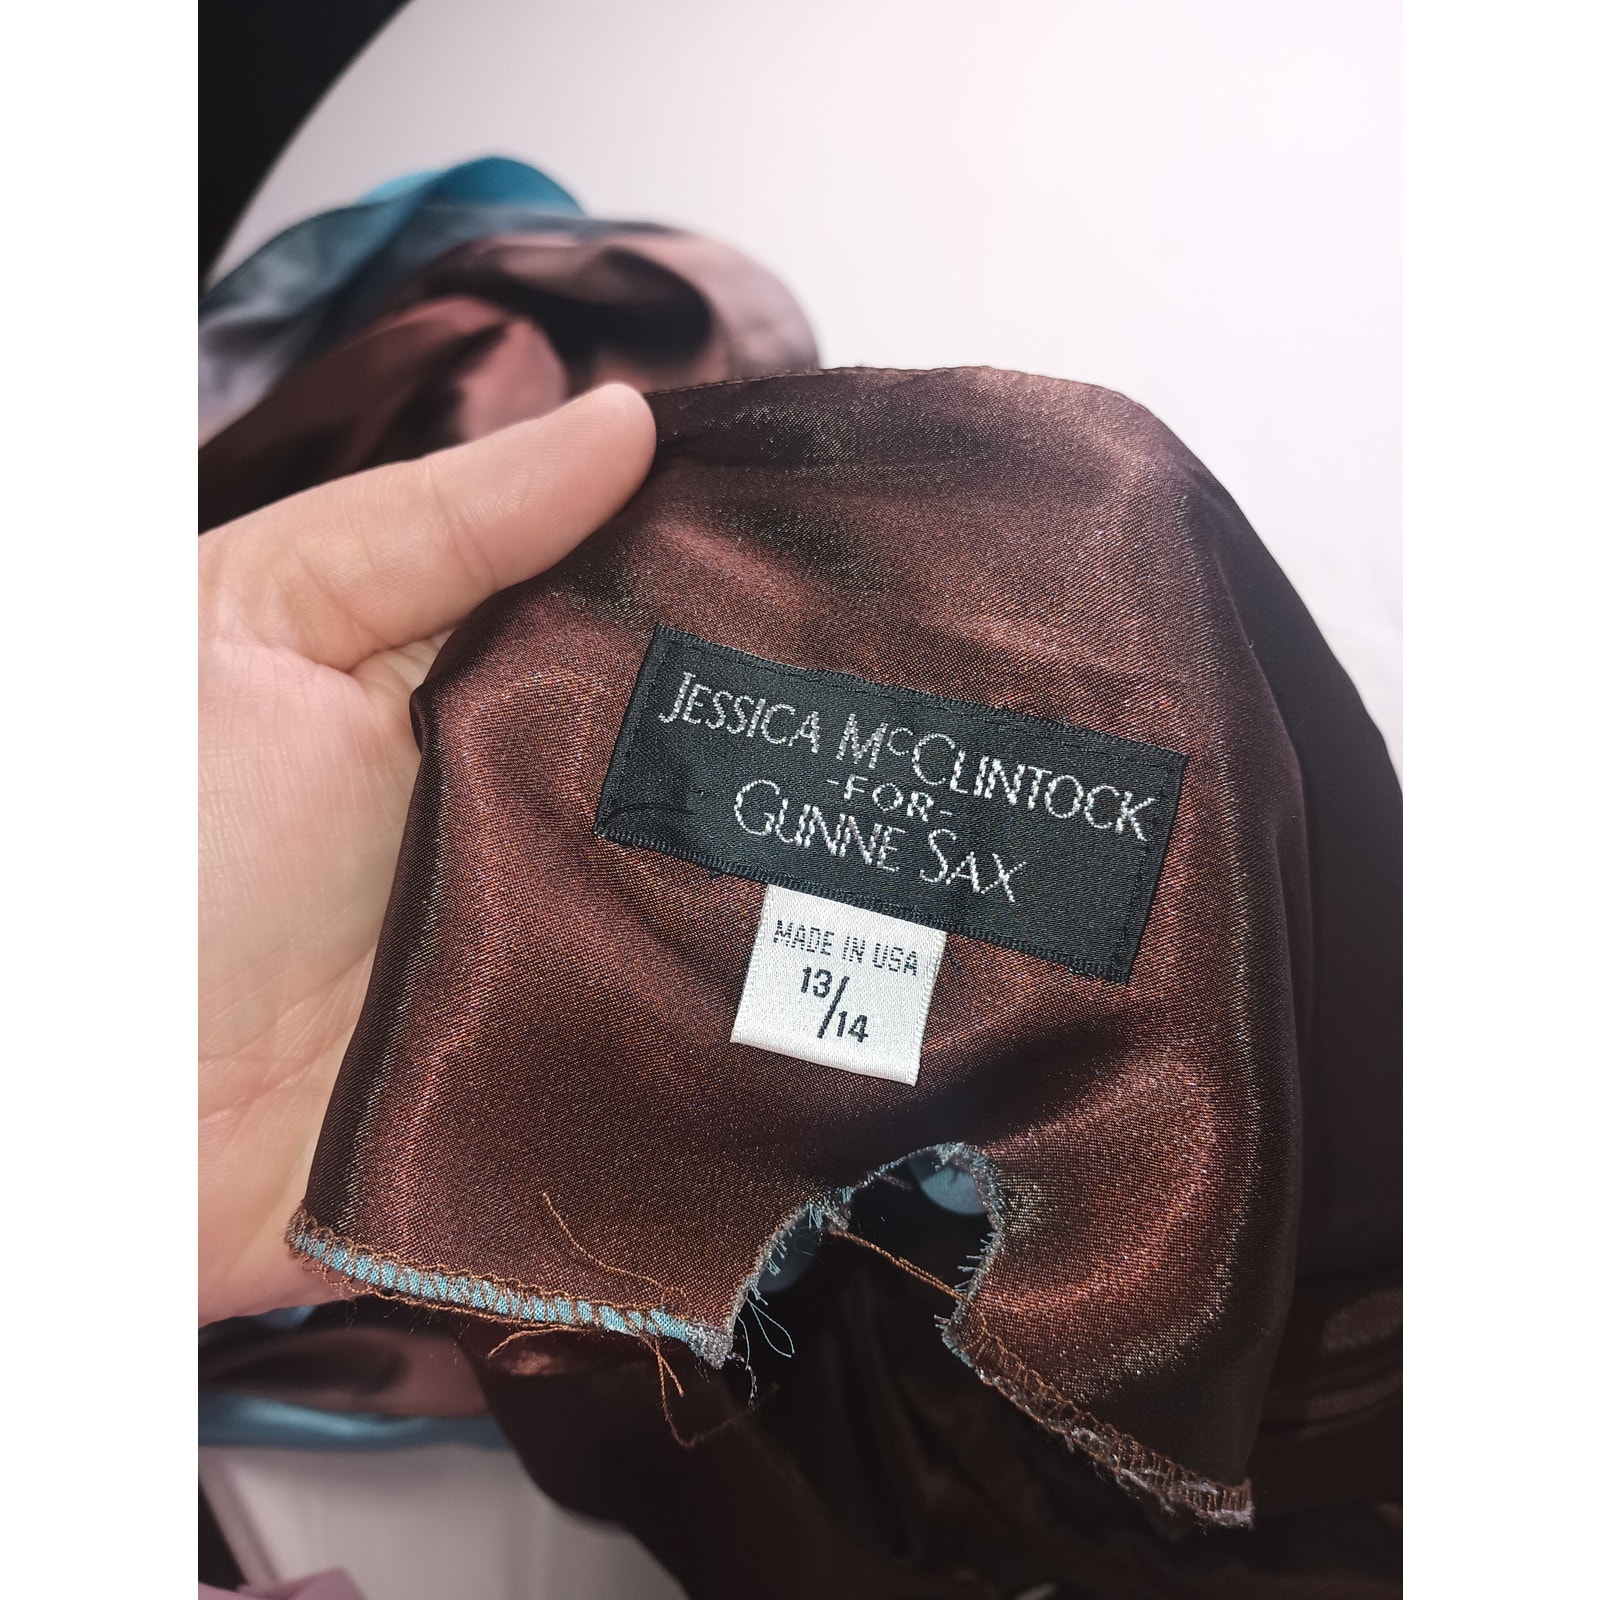 JESSICA McCLINTOCK
-FOR-
GUNNE SAX
MADE IN USA
13/14